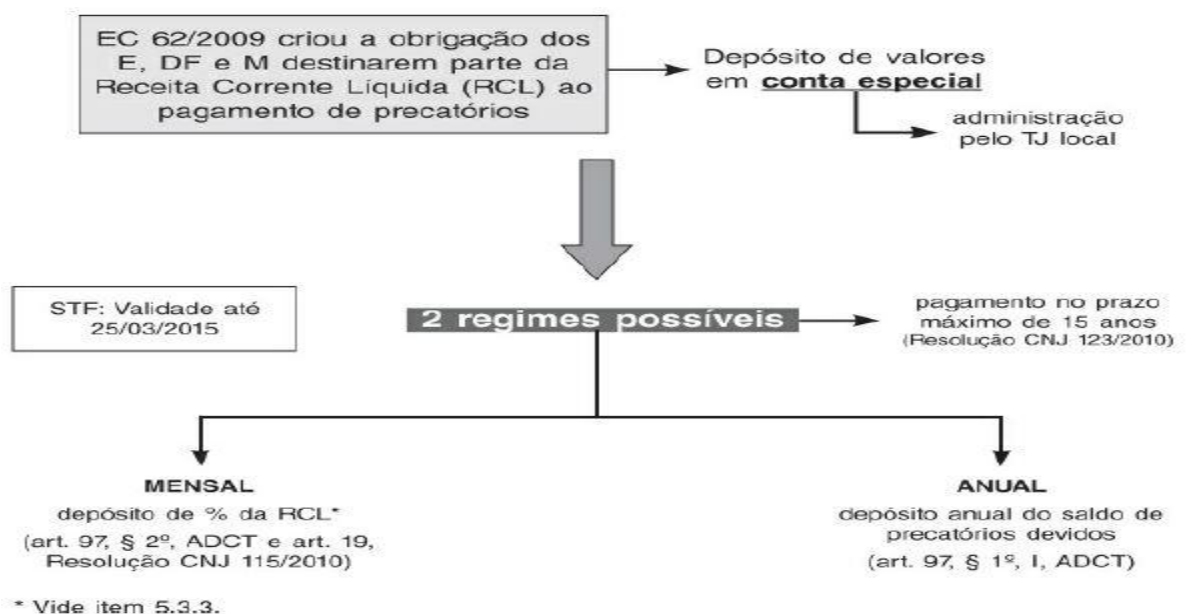 EC 62/2009 criou a obrigação dos
E, DF e M destinarem parte da
Receita Corrente Líquida (RCL) ao
pagamento de precatórios
Depósito de valores
em conta especial
administração
pelo TJ local
STF: Validade até
25/03/2015
2 regimes possíveis
pagamento no prazo
máximo de 15 anos
(Resolução CNJ 123/2010)
MENSAL
depósito de % da RCL*
(art. 97, § 2º, ADCT e art. 19,
Resolução CNJ 115/2010)
ANUAL
depósito anual do saldo de
precatórios devidos
(art. 97, § 1º, I, ADCT)
* Vide item 5.3.3.